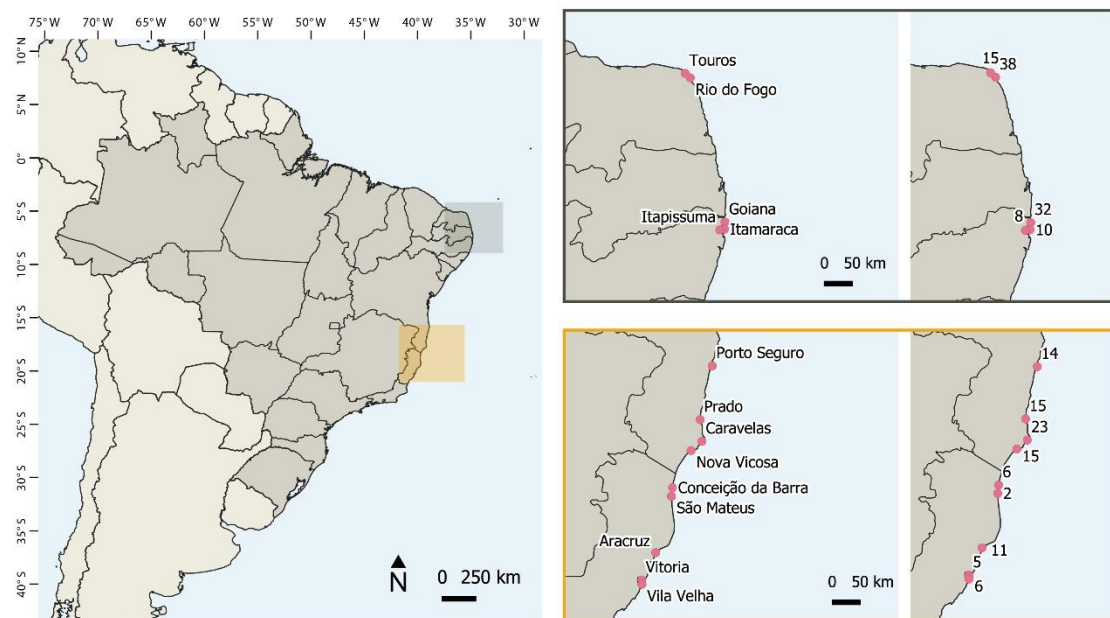 75°W 70°W 65°W 60°W 55°W 50°W 45°W 40°W 35°W 30°W
10°N
5°N
0°
5°S
10°S
15°S
20°S
25°S
30°S
35°S
40°S
N
0 250 km
Touros
Rio do Fogo
Goiana
Itapissuma
Itamaraca
0 50 km
15 38
32
8
10
Porto Seguro
Prado
Caravelas
Nova Vicosa
Conceição da Barra
São Mateus
Aracruz
Vitoria
Vila Velha
0 50 km
14
15
23
15
6
2
11
5
6